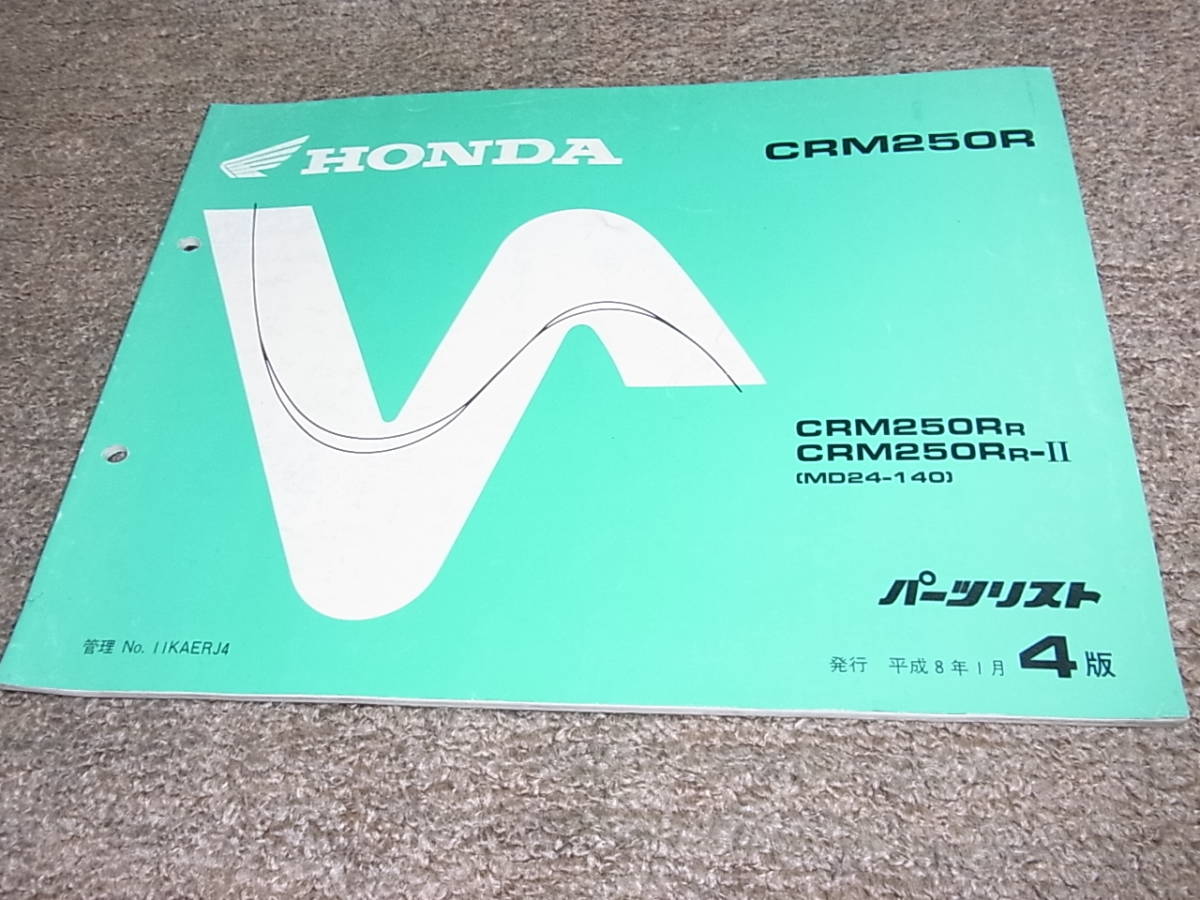 HONDA
CRM250R
CRM250RR
CRM250RR-II
(MD24-140)
パーツリスト
管理 No. 11KAERJ4
発行 平成8年1月 4版